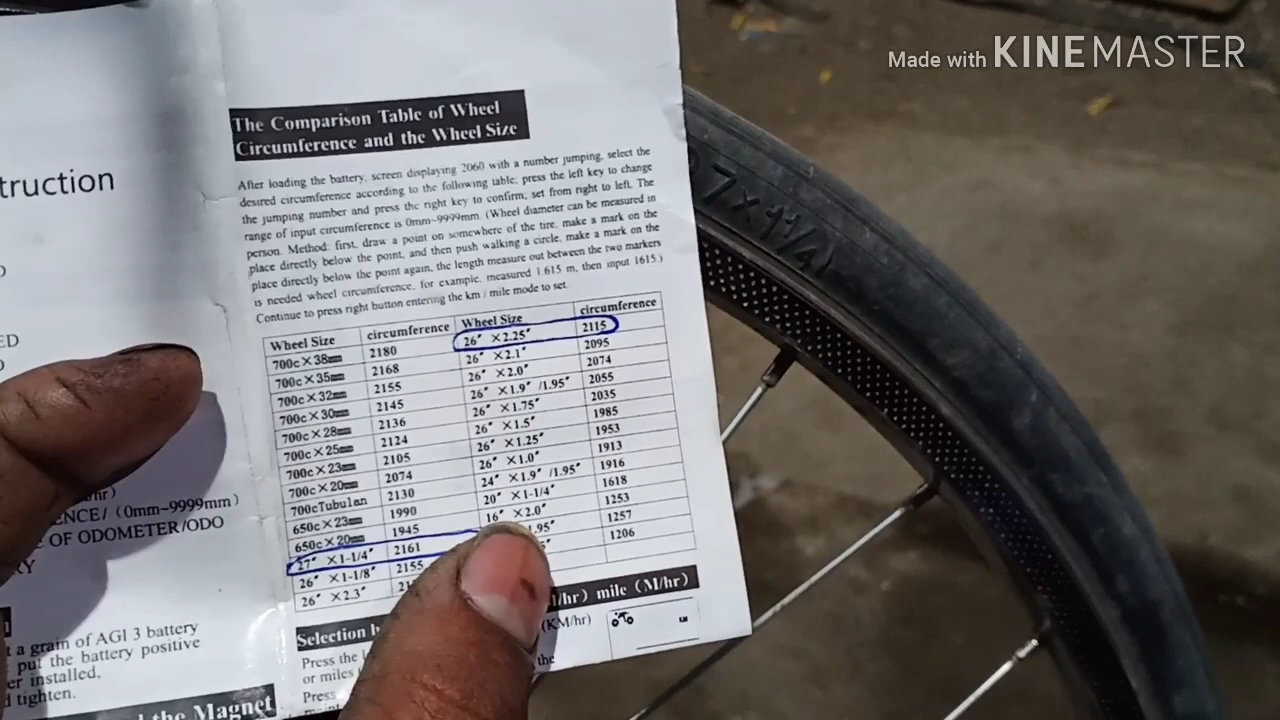 Made with KINEMASTER
truction
The Comparison Table of Wheel
Circumference and the Wheel Size
After loading the battery, screen displaying 2060 with a number jumping, select the
desired circumference according to the following table; press the left key to change
the jumping number and press the right key to confirm; set from right to left. The
range of input circumference is 0mm~9999mm. (Wheel diameter can be measured in
person. Method: first, draw a point on somewhere of the tire, make a mark on the
place directly below the point, and then push walking a circle, make a mark on the
place directly below the point again, the length measure out between the two markers
is needed wheel circumference, for example, measured 1.615 m, then input 1615.)
Continue to press right button entering the km / mile mode to set.
Wheel Size circumference Wheel Size circumference
700c×38mm 2180 26" ×2.25" 2115
700c×35mm 2168 26" ×2.1" 2095
700c×32mm 2155 26" ×2.0" 2074
700c×30mm 2145 26" ×1.9" /1.95" 2055
700c×28mm 2136 26" ×1.75" 2035
700c×25mm 2124 26" ×1.5" 1985
700c×23mm 2105 26" ×1.25" 1953
700c×20mm 2074 26" ×1.0" 1913
700cTubulan 2130 24" ×1.9" /1.95" 1916
650c×23mm 1990 20" ×1-1/4" 1618
650c×20mm 1945 16" ×2.0" 1253
27" ×1-1/4" 2161 1.95" 1257
26" ×1-1/8" 2155 1206
26" ×2.3"
/hr) mile (M/hr)
Selection
(KM/hr)
Press the
or miles
the
Press
ENCE/ (0mm~9999mm)
OF ODOMETER/ODO
t a grain of AG13 battery
put the battery positive
er installed,
d tighten.
the Magnet
7×1 1/4